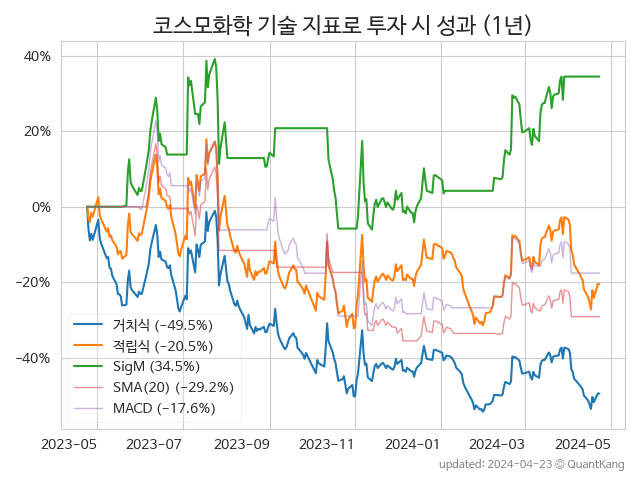 코스모화학 기술 지표로 투자 시 성과 (1년)
40%
20%
0%
−20%
−40%
거치식 (−49.5%)
적립식 (−20.5%)
SigM (34.5%)
SMA(20) (−29.2%)
MACD (−17.6%)
2023-05
2023-07
2023-09
2023-11
2024-01
2024-03
2024-05
updated: 2024-04-23 © QuantKang